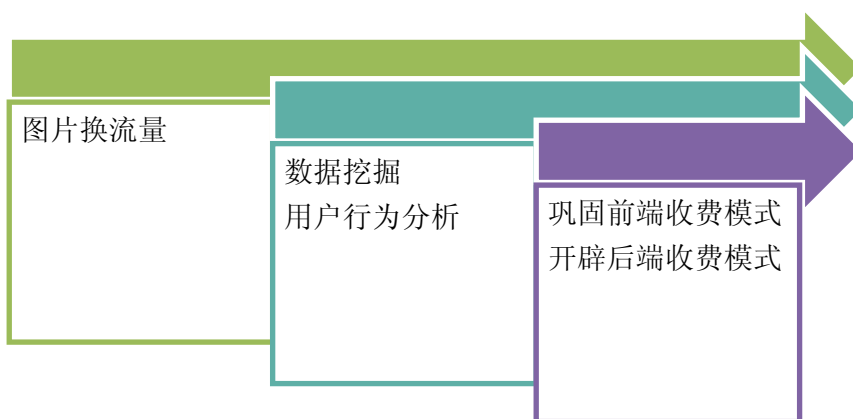 图片换流量
数据挖掘
用户行为分析
巩固前端收费模式
开辟后端收费模式